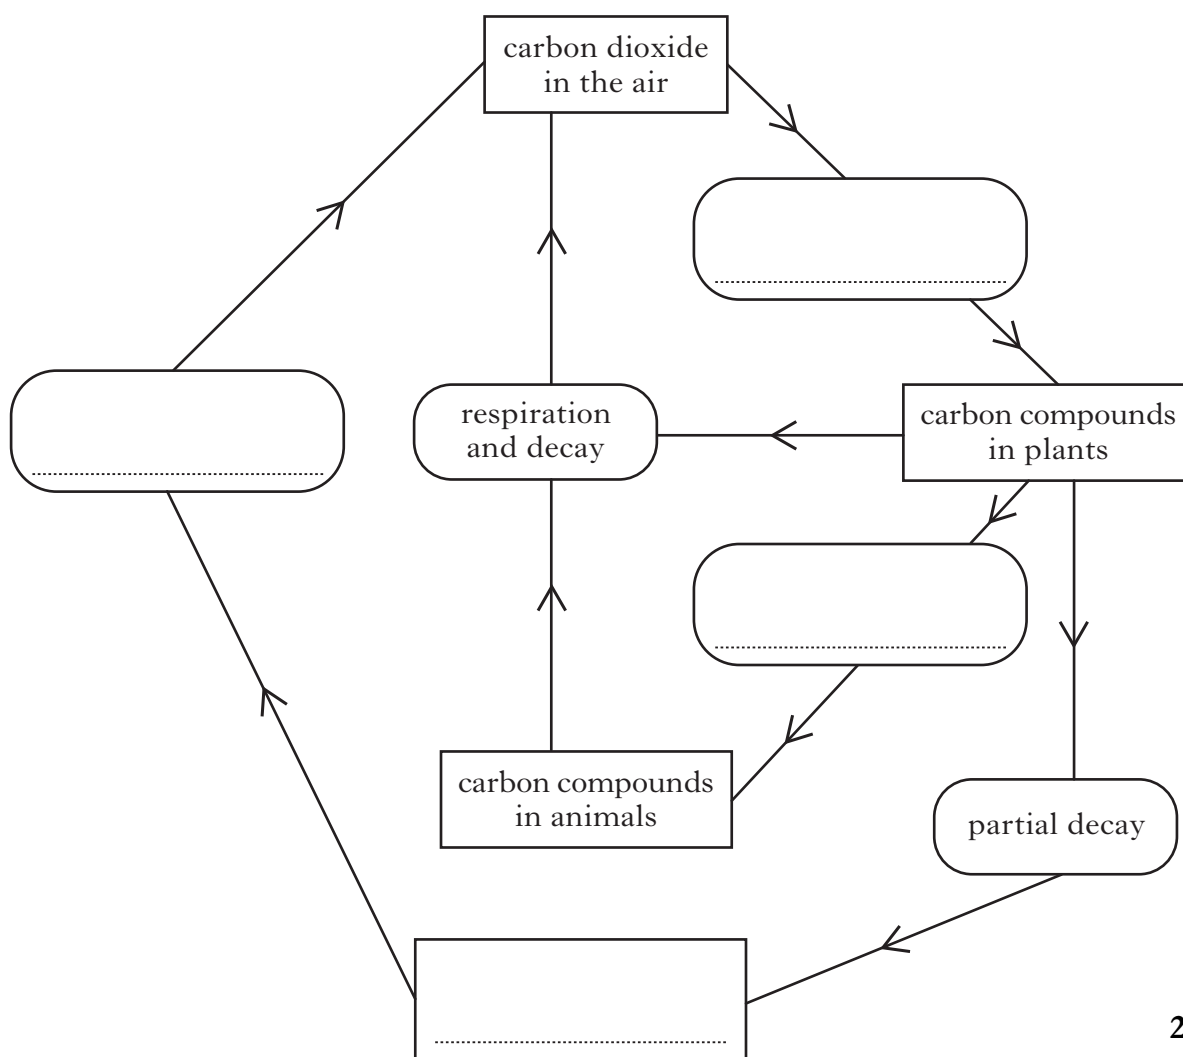 carbon dioxide
in the air
respiration
and decay
carbon compounds
in plants
carbon compounds
in animals
partial decay
2